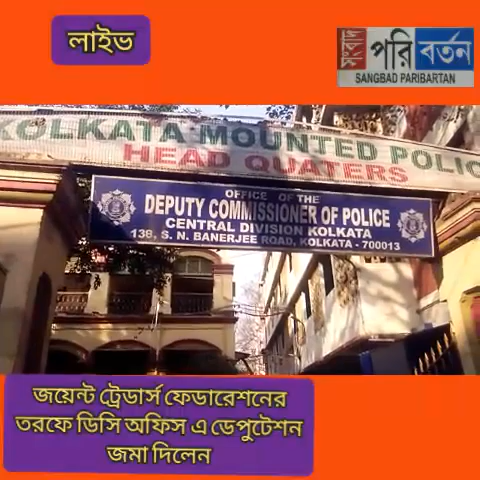 লাইভ
সংবাদ পরিবর্তন
SANGBAD PARIBARTAN
KOLKATA MOUNTED POLIC
HEAD QUATERS
OFFICE OF THE
DEPUTY COMMISSIONER OF POLICE
CENTRAL DIVISION KOLKATA
138, S. N. BANERJEE ROAD, KOLKATA - 700013
জয়েন্ট ট্রেডার্স ফেডারেশনের
তরফে ডিসি অফিস এ ডেপুটেশন
জমা দিলেন